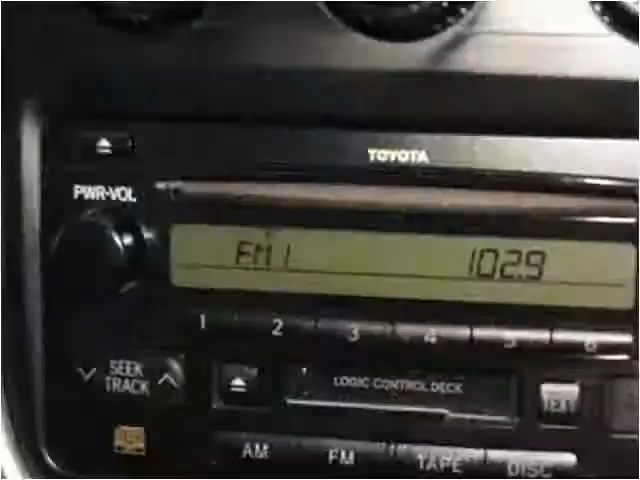 TOYOTA
PWR-VOL
FM1 102.9
1 2 3 4 5 6
SEEK
TRACK
LOGIC CONTROL DECK
TEXT
AM FM TAPE DISC